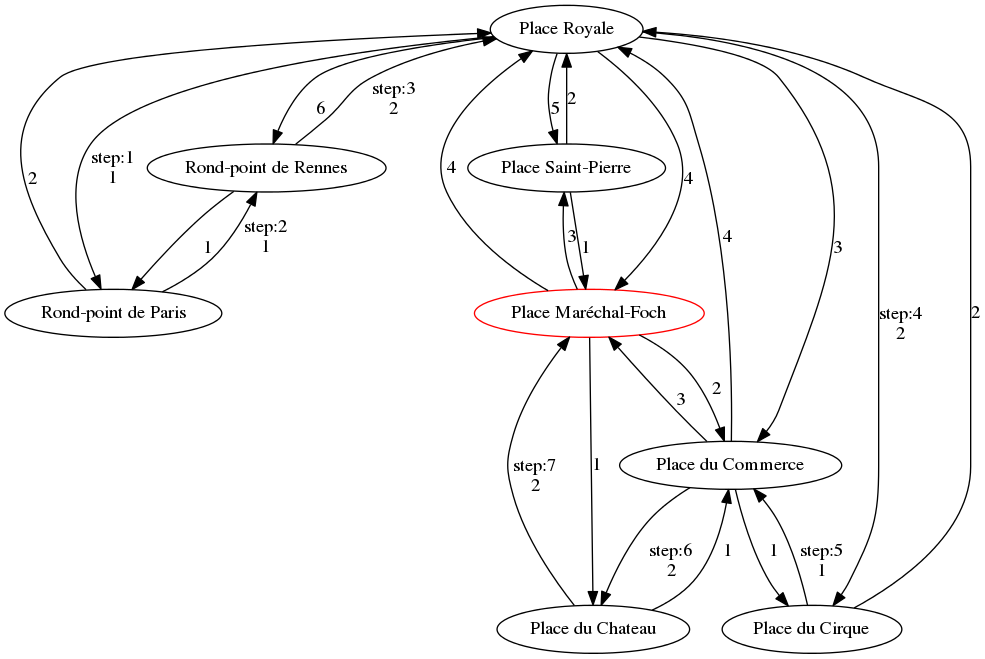 Place Royale
step:3
2
6
5
2
step:1
1
Rond-point de Rennes
4
Place Saint-Pierre
4
2
step:2
1
1
3
1
4
3
Rond-point de Paris
Place Maréchal-Foch
step:4
2
2
2
3
step:7
2
1
Place du Commerce
step:6
2
1
1
step:5
1
Place du Chateau
Place du Cirque